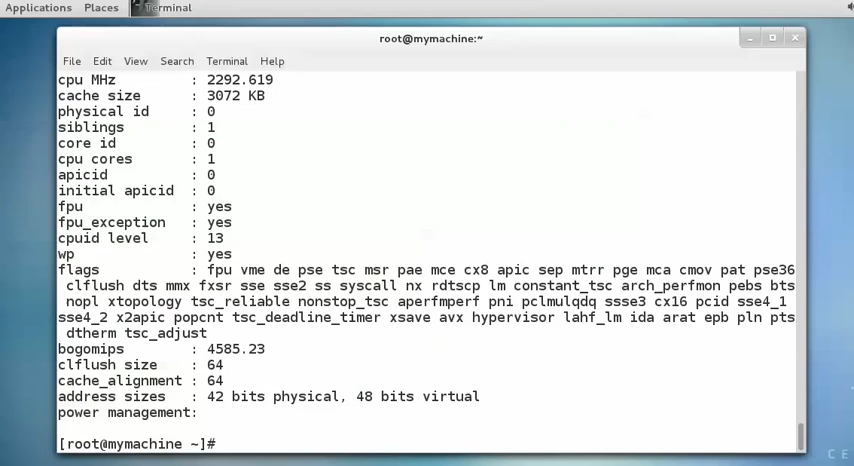 Applications Places Terminal
root@mymachine:~
File Edit View Search Terminal Help
cpu MHz : 2292.619
cache size : 3072 KB
physical id : 0
siblings : 1
core id : 0
cpu cores : 1
apicid : 0
initial apicid : 0
fpu : yes
fpu_exception : yes
cpuid level : 13
wp : yes
flags : fpu vme de pse tsc msr pae mce cx8 apic sep mtrr pge mca cmov pat pse36
clflush dts mmx fxsr sse sse2 ss syscall nx rdtscp lm constant_tsc arch_perfmon pebs bts
nopl xtopology tsc_reliable nonstop_tsc aperfmperf pni pclmulqdq ssse3 cx16 pcid sse4_1
sse4_2 x2apic popcnt tsc_deadline_timer xsave avx hypervisor lahf_lm ida arat epb pln pts
dtherm tsc_adjust
bogomips : 4585.23
clflush size : 64
cache_alignment : 64
address sizes : 42 bits physical, 48 bits virtual
power management:
[root@mymachine ~]#
C E